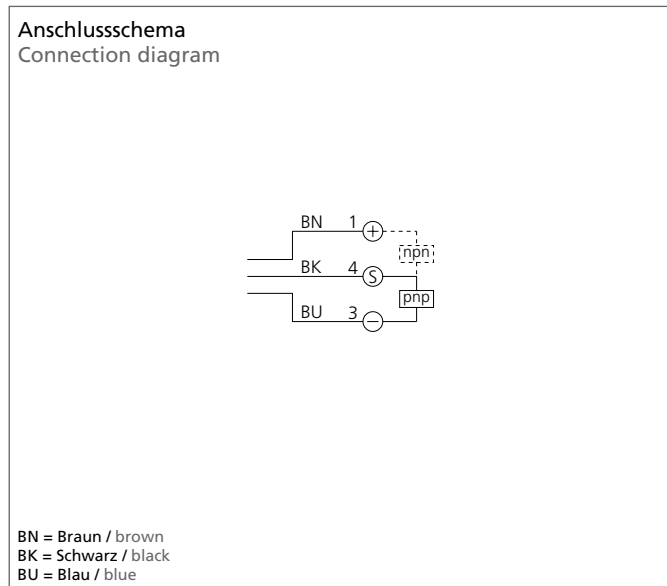 Anschlussschema
Connection diagram
BN 1 +
npn
BK 4 S
pnp
BU 3 −
BN = Braun / brown
BK = Schwarz / black
BU = Blau / blue